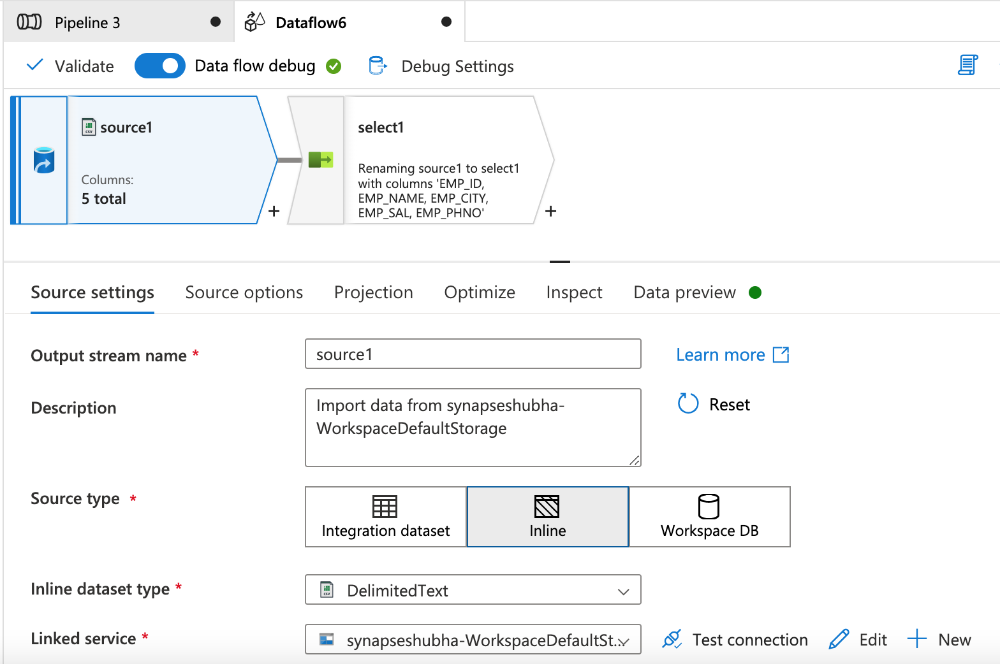 Pipeline 3
Dataflow6
Validate
Data flow debug
Debug Settings
CSV
source1
Columns:
5 total
select1
Renaming source1 to select1
with columns 'EMP_ID,
EMP_NAME, EMP_CITY,
EMP_SAL, EMP_PHNO'
+
+
Source settings
Source options
Projection
Optimize
Inspect
Data preview
Output stream name *
source1
Learn more
Description
Import data from synapseshubha-
WorkspaceDefaultStorage
Reset
Source type *
Integration dataset
Inline
Workspace DB
Inline dataset type *
CSV
DelimitedText
Linked service *
synapseshubha-WorkspaceDefaultSt...
Test connection
Edit
New